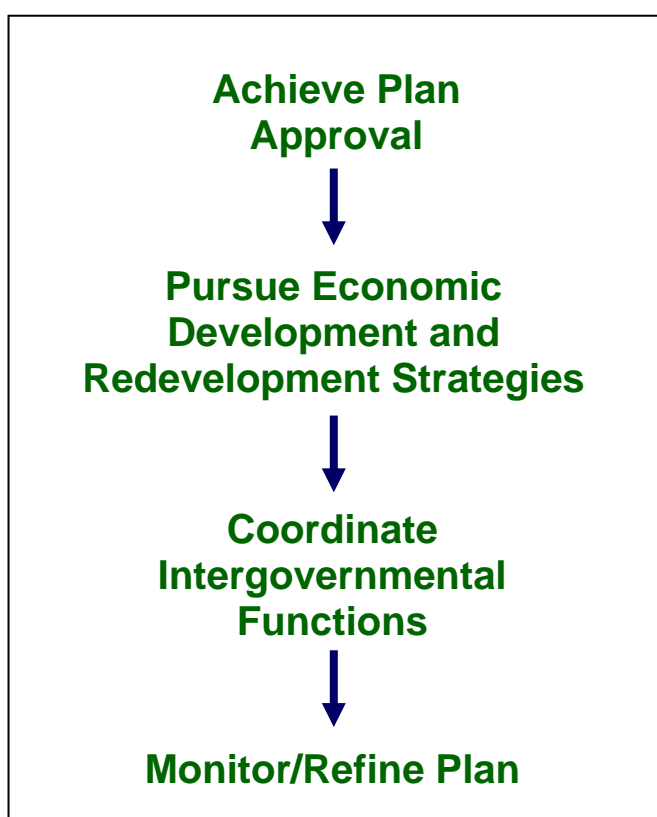 Achieve Plan
Approval
Pursue Economic
Development and
Redevelopment Strategies
Coordinate
Intergovernmental
Functions
Monitor/Refine Plan